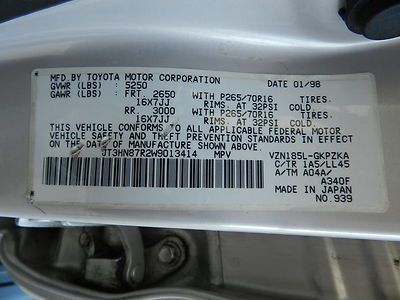 MFD.BY TOYOTA MOTOR CORPORATION DATE 01/98
GVWR (LBS) : 5250
GAWR (LBS) : FRT. 2650 WITH P265/70R16 TIRES.
16X7JJ RIMS. AT 32PSI COLD.
RR. 3000 WITH P265/70R16 TIRES.
16X7JJ RIMS. AT 32PSI COLD.
THIS VEHICLE CONFORMS TO ALL APPLICABLE FEDERAL MOTOR
VEHICLE SAFETY AND THEFT PREVENTION STANDARDS IN EFFECT
ON THE DATE OF MANUFACTURE SHOWN ABOVE.
JT3HN87R2W9013414 MPV VZN185L-GKPZKA
C/TR 1A5/LL45
A/TM A04A/
A340F
MADE IN JAPAN
NO.939